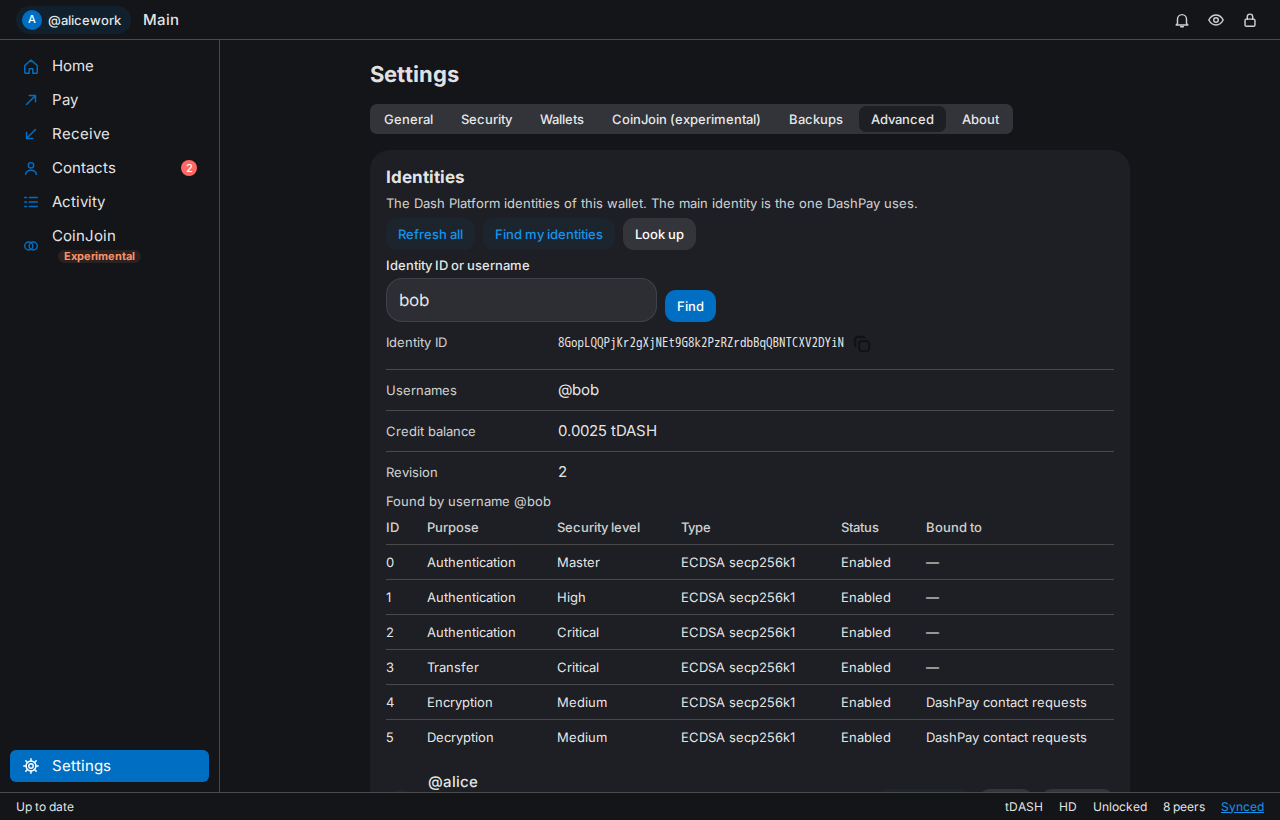 A @alicework Main
Home
Pay
Receive
Contacts 2
Activity
CoinJoin
Experimental
Settings
Settings
General Security Wallets CoinJoin (experimental) Backups Advanced About
Identities
The Dash Platform identities of this wallet. The main identity is the one DashPay uses.
Refresh all Find my identities Look up
Identity ID or username
bob Find
Identity ID 8GopLQQPjKr2gXjNEt9G8k2PzRZrdbBqQBNTCXV2DYiN
Usernames @bob
Credit balance 0.0025 tDASH
Revision 2
Found by username @bob
ID Purpose Security level Type Status Bound to
0 Authentication Master ECDSA secp256k1 Enabled —
1 Authentication High ECDSA secp256k1 Enabled —
2 Authentication Critical ECDSA secp256k1 Enabled —
3 Transfer Critical ECDSA secp256k1 Enabled —
4 Encryption Medium ECDSA secp256k1 Enabled DashPay contact requests
5 Decryption Medium ECDSA secp256k1 Enabled DashPay contact requests
@alice
Up to date tDASH HD Unlocked 8 peers Synced